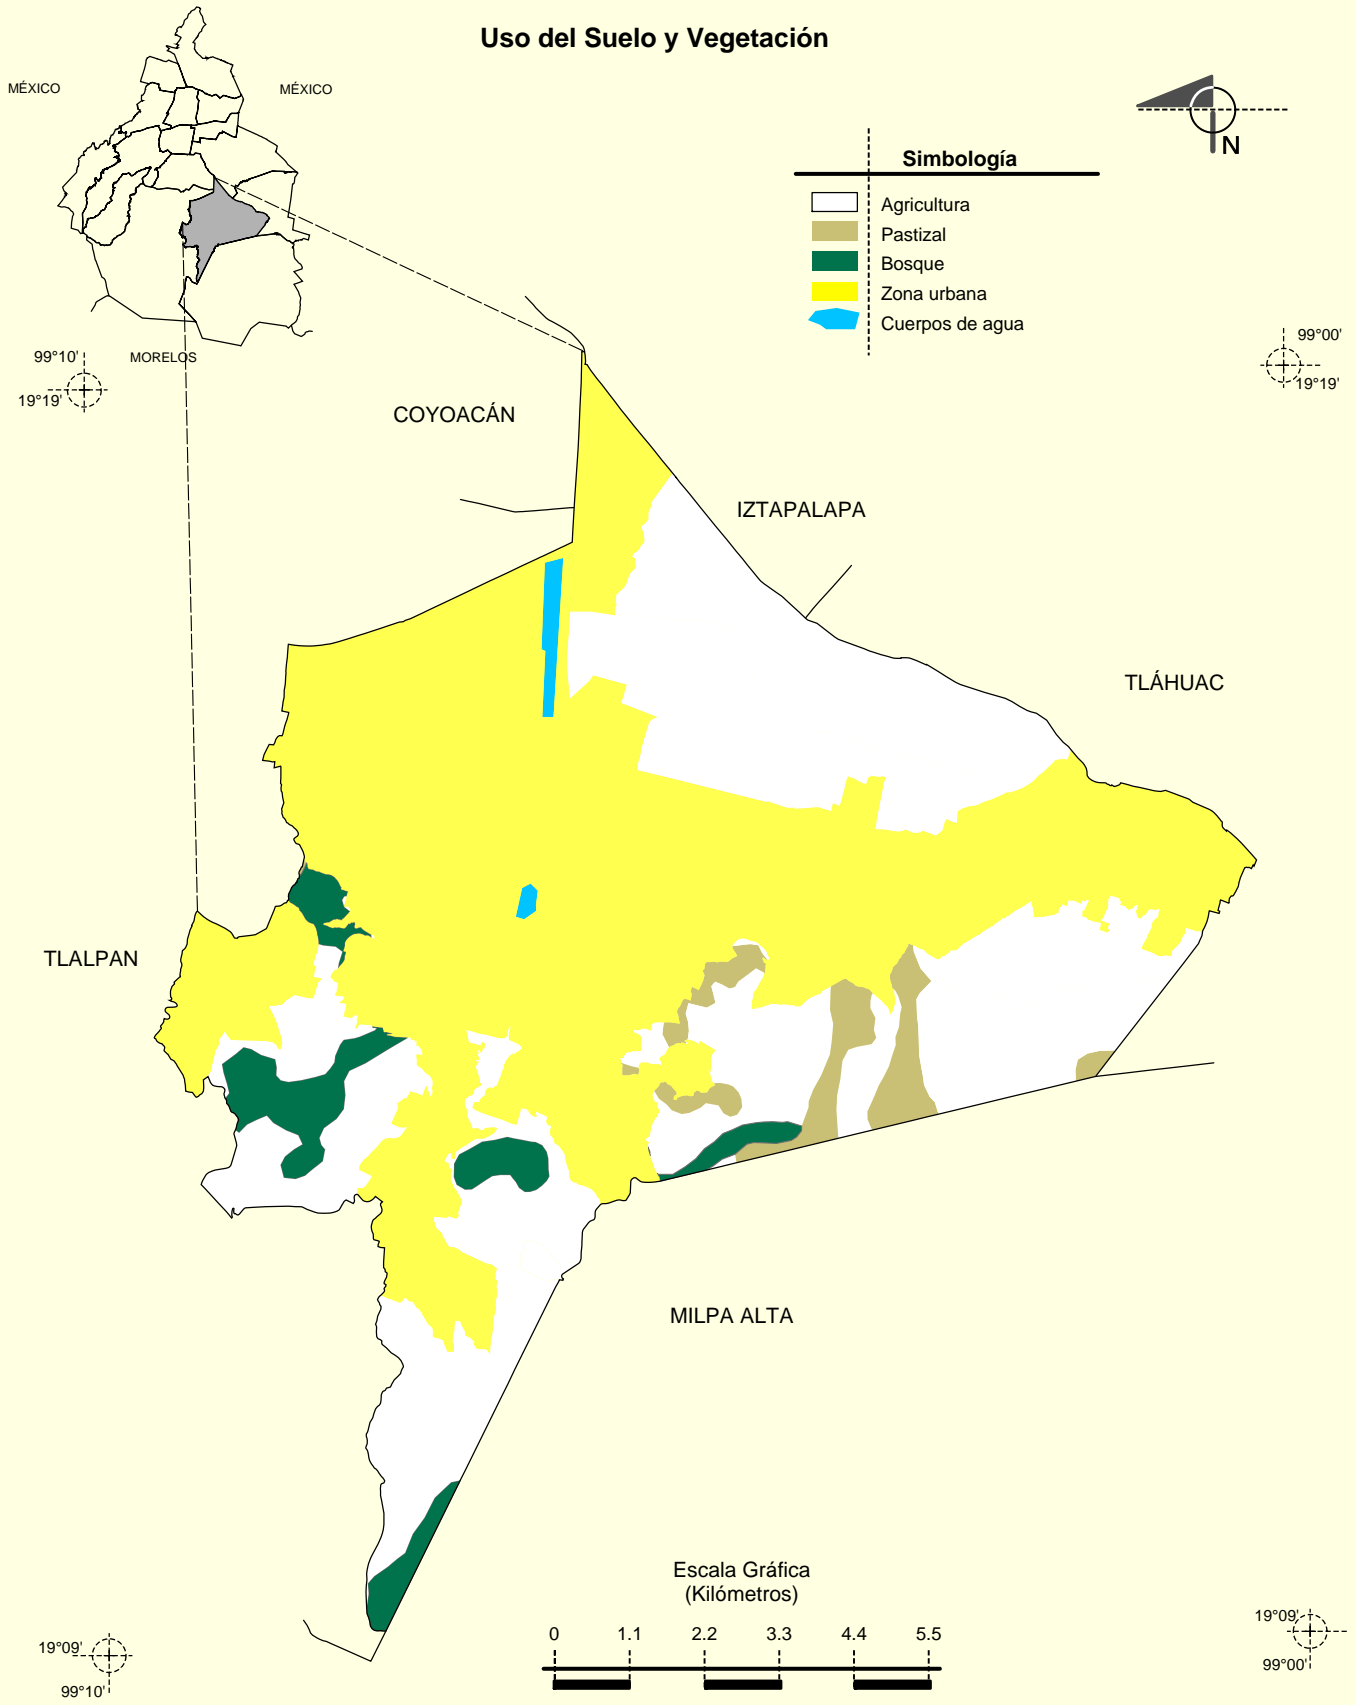 Uso del Suelo y Vegetación
MÉXICO
MÉXICO
MORELOS
N
Simbología
Agricultura
Pastizal
Bosque
Zona urbana
Cuerpos de agua
99°10'
19°19'
99°00'
19°19'
COYOACÁN
IZTAPALAPA
TLÁHUAC
TLALPAN
MILPA ALTA
Escala Gráfica
(Kilómetros)
0 1.1 2.2 3.3 4.4 5.5
19°09'
99°10'
19°09'
99°00'